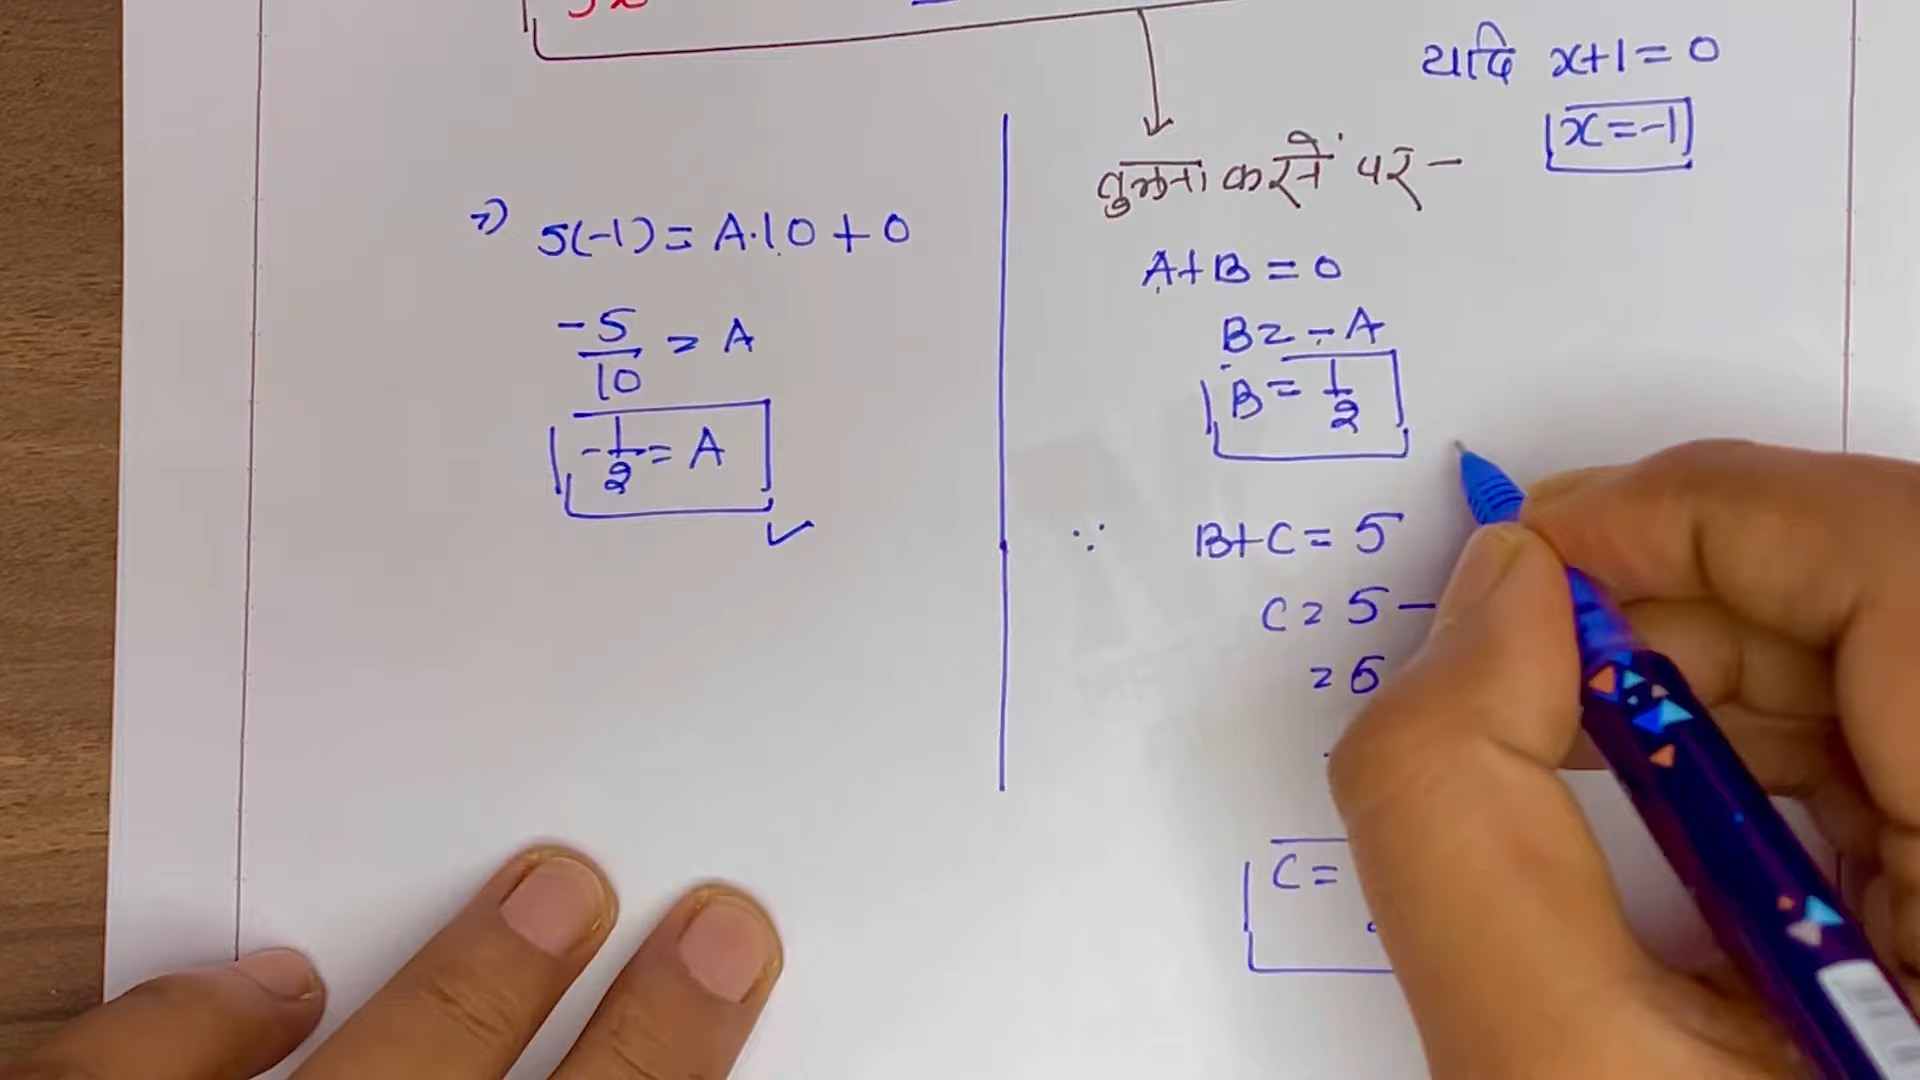 यदि x+1=0
x=-1
तुलना करने पर-
⇒ 5(-1)=A.10+0
-5/10 = A
-1/2 = A
A+B=0
B=-A
B=1/2
∵ B+C=5
C=5-
=5
C=